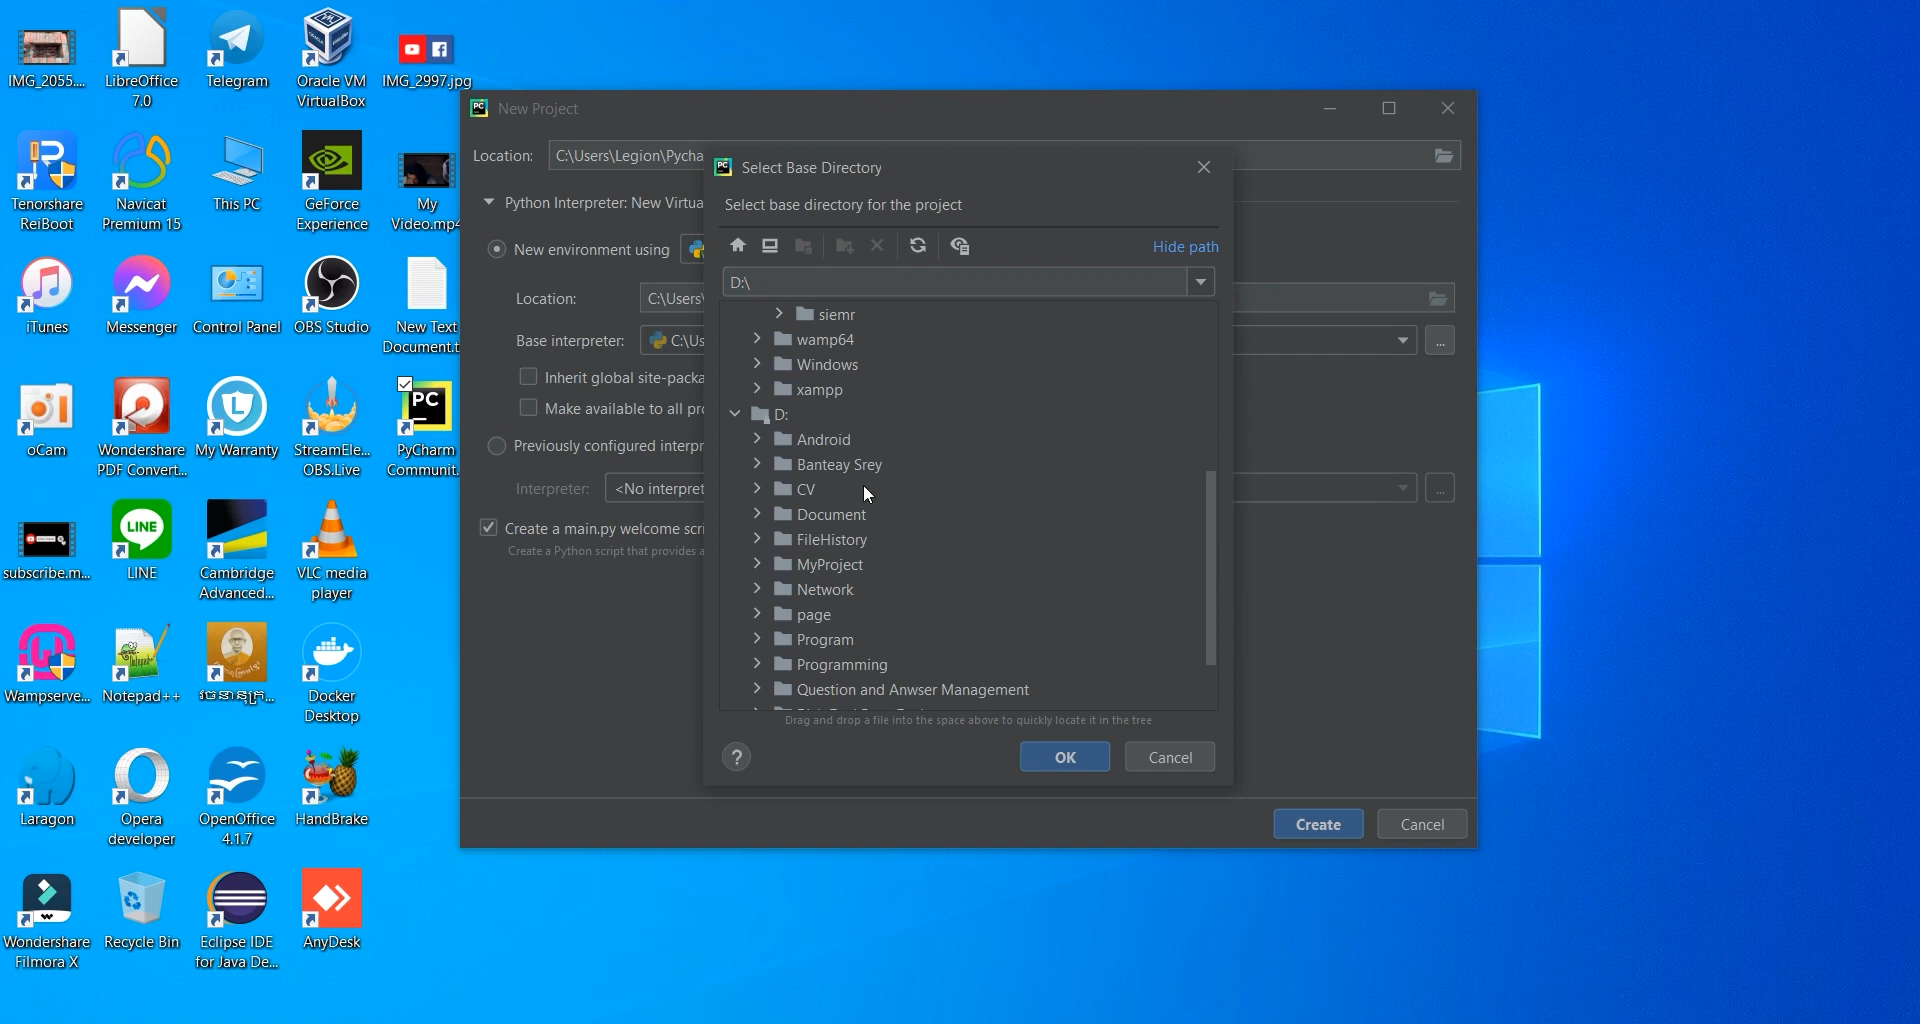 IMG_2055....
LibreOffice
7.0
Telegram
Oracle VM
VirtualBox
IMG_2997.jpg
Tenorshare
ReiBoot
Navicat
Premium 15
This PC
GeForce
Experience
My
Video.mp4
iTunes
Messenger
Control Panel
OBS Studio
New Text
Document.t
oCam
Wondershare
PDF Convert...
My Warranty
StreamEle...
OBS.Live
PC
PyCharm
Communit.
subscribe.m...
LINE
LINE
Cambridge
Advanced...
VLC media
player
Wampserve...
Notepad++
Docker
Desktop
Laragon
Opera
developer
OpenOffice
4.1.7
HandBrake
Wondershare
Filmora X
Recycle Bin
Eclipse IDE
for Java De...
AnyDesk
PC New Project
Location: C:\Users\Legion\Pycha
Python Interpreter: New Virtua
New environment using
Location: C:\Users\
Base interpreter: C:\Us
...
Inherit global site-packa
Make available to all pro
Previously configured interpr
Interpreter: <No interpret
...
Create a main.py welcome scri
Create a Python script that provides a
Create
Cancel
PC Select Base Directory
Select base directory for the project
Hide path
D:\
siemr
wamp64
Windows
xampp
D:
Android
Banteay Srey
CV
Document
FileHistory
MyProject
Network
page
Program
Programming
Question and Anwser Management
Drag and drop a file into the space above to quickly locate it in the tree
?
OK
Cancel